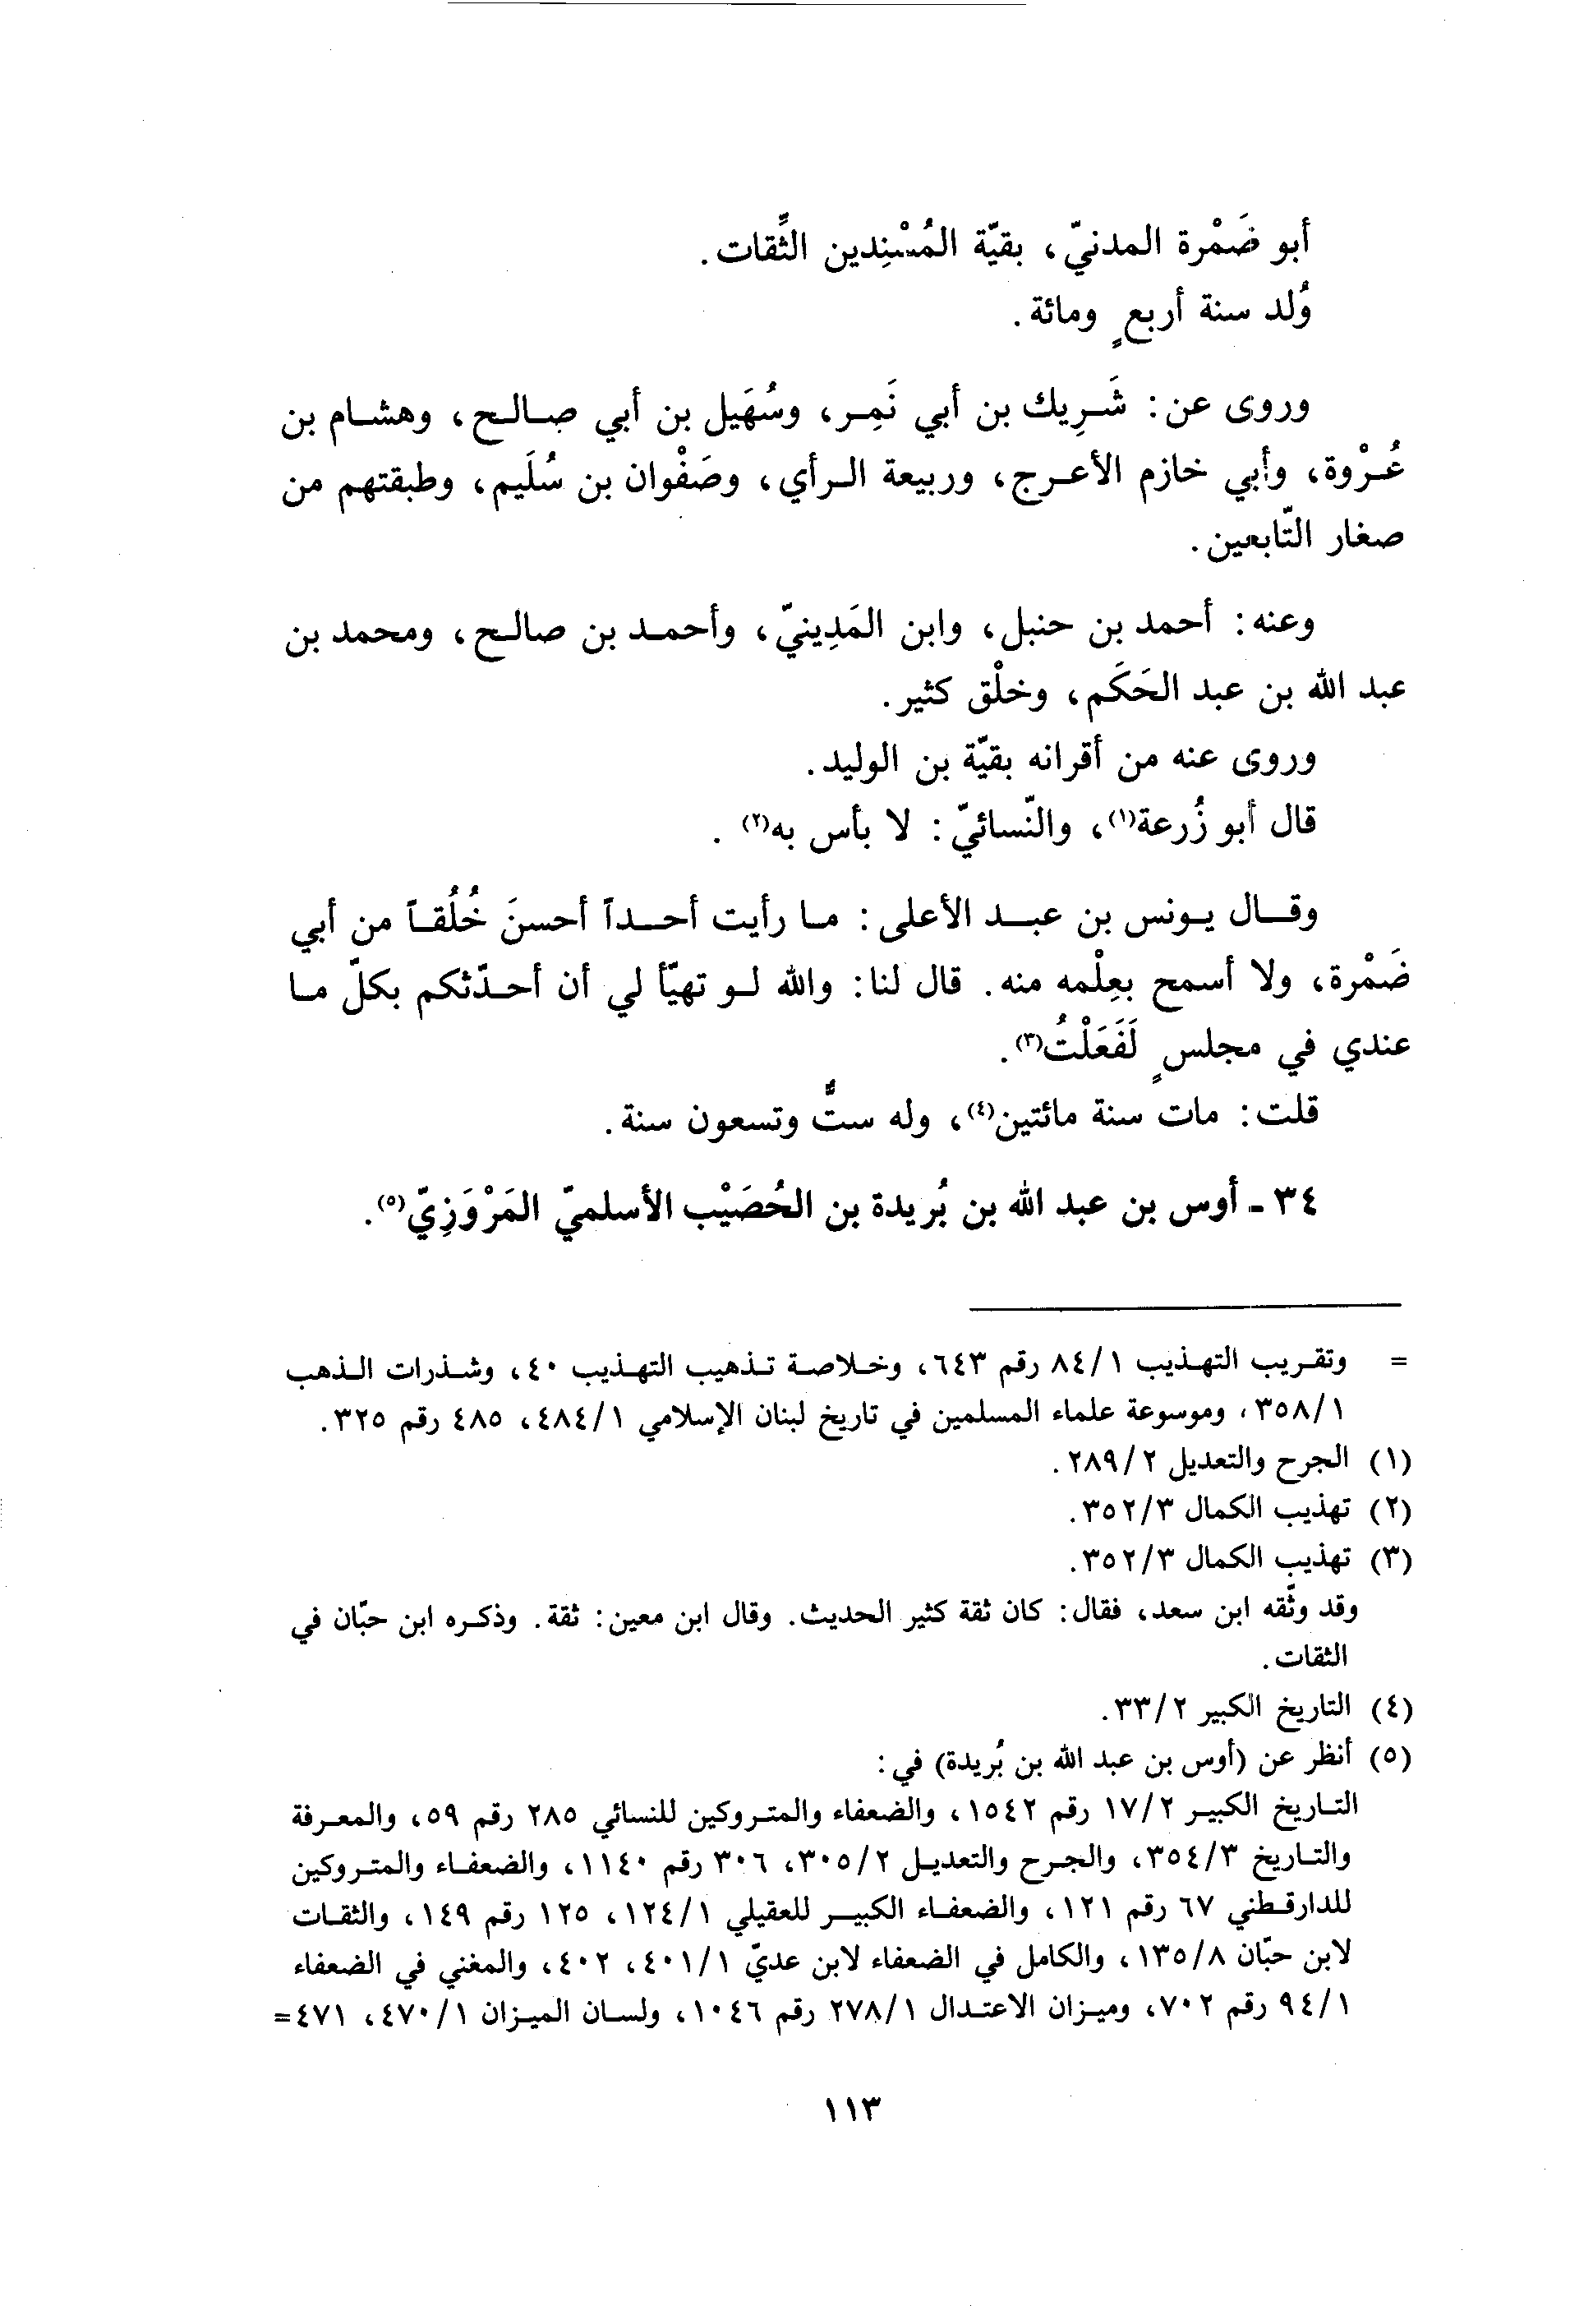 أبو ضَمْرة المدنيّ، بقيّة المُسْنِدين الثِّقات.
وُلد سنة أربعٍ ومائة.
وروى عن: شَرِيك بن أبي نَمِر، وسُهَيل بن أبي صالح، وهشام بن
عُرْوة، وأبي خازم الأعرج، وربيعة الرأي، وصَفْوان بن سُلَيم، وطبقتهم من
صغار التّابعين.
وعنه: أحمد بن حنبل، وابن المَدِينيّ، وأحمد بن صالح، ومحمد بن
عبد الله بن عبد الحَكَم، وخلْق كثير.
وروى عنه من أقرانه بقيّة بن الوليد.
قال أبو زُرعة(١)، والنّسائيّ: لا بأس به(٢).
وقال يونس بن عبد الأعلى: ما رأيت أحداً أحسنَ خُلُقاً من أبي
ضَمْرة، ولا أسمح بعِلْمه منه. قال لنا: والله لو تهيّأ لي أن أحدّثكم بكلّ ما
عندي في مجلسٍ لَفَعَلْتُ(٣).
قلت: مات سنة مائتين(٤)، وله ستٌّ وتسعون سنة.
٣٤ - أوس بن عبد الله بن بُريدة بن الحُصَيْب الأسلميّ المَرْوَزِيّ(٥).
= وتقريب التهذيب ٨٤/١ رقم ٦٤٣، وخلاصة تذهيب التهذيب ٤٠، وشذرات الذهب
٣٥٨/١، وموسوعة علماء المسلمين في تاريخ لبنان الإسلامي ٤٨٤/١، ٤٨٥ رقم ٣٢٥.
(١) الجرح والتعديل ٢٨٩/٢.
(٢) تهذيب الكمال ٣٥٢/٣.
(٣) تهذيب الكمال ٣٥٢/٣.
وقد وثّقه ابن سعد، فقال: كان ثقة كثير الحديث. وقال ابن معين: ثقة. وذكره ابن حبّان في
الثقات.
(٤) التاريخ الكبير ٣٣/٢.
(٥) أنظر عن (أوس بن عبد الله بن بُريدة) في:
التاريخ الكبير ١٧/٢ رقم ١٥٤٢، والضعفاء والمتروكين للنسائي ٢٨٥ رقم ٥٩، والمعرفة
والتاريخ ٣٥٤/٣، والجرح والتعديل ٣٠٥/٢، ٣٠٦ رقم ١١٤٠، والضعفاء والمتروكين
للدارقطني ٦٧ رقم ١٢١، والضعفاء الكبير للعقيلي ١٢٤/١، ١٢٥ رقم ١٤٩، والثقات
لابن حبّان ١٣٥/٨، والكامل في الضعفاء لابن عديّ ٤٠١/١، ٤٠٢، والمغني في الضعفاء
٩٤/١ رقم ٧٠٢، وميزان الاعتدال ٢٧٨/١ رقم ١٠٤٦، ولسان الميزان ٤٧٠/١، ٤٧١=
١١٣